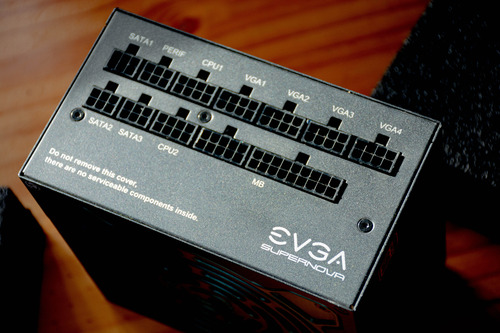 SATA1 PERIF CPU1 VGA1 VGA2 VGA3 VGA4
SATA2 SATA3 CPU2 MB
Do not remove this cover,
there are no serviceable components inside.
EVGA
SUPERNOVA